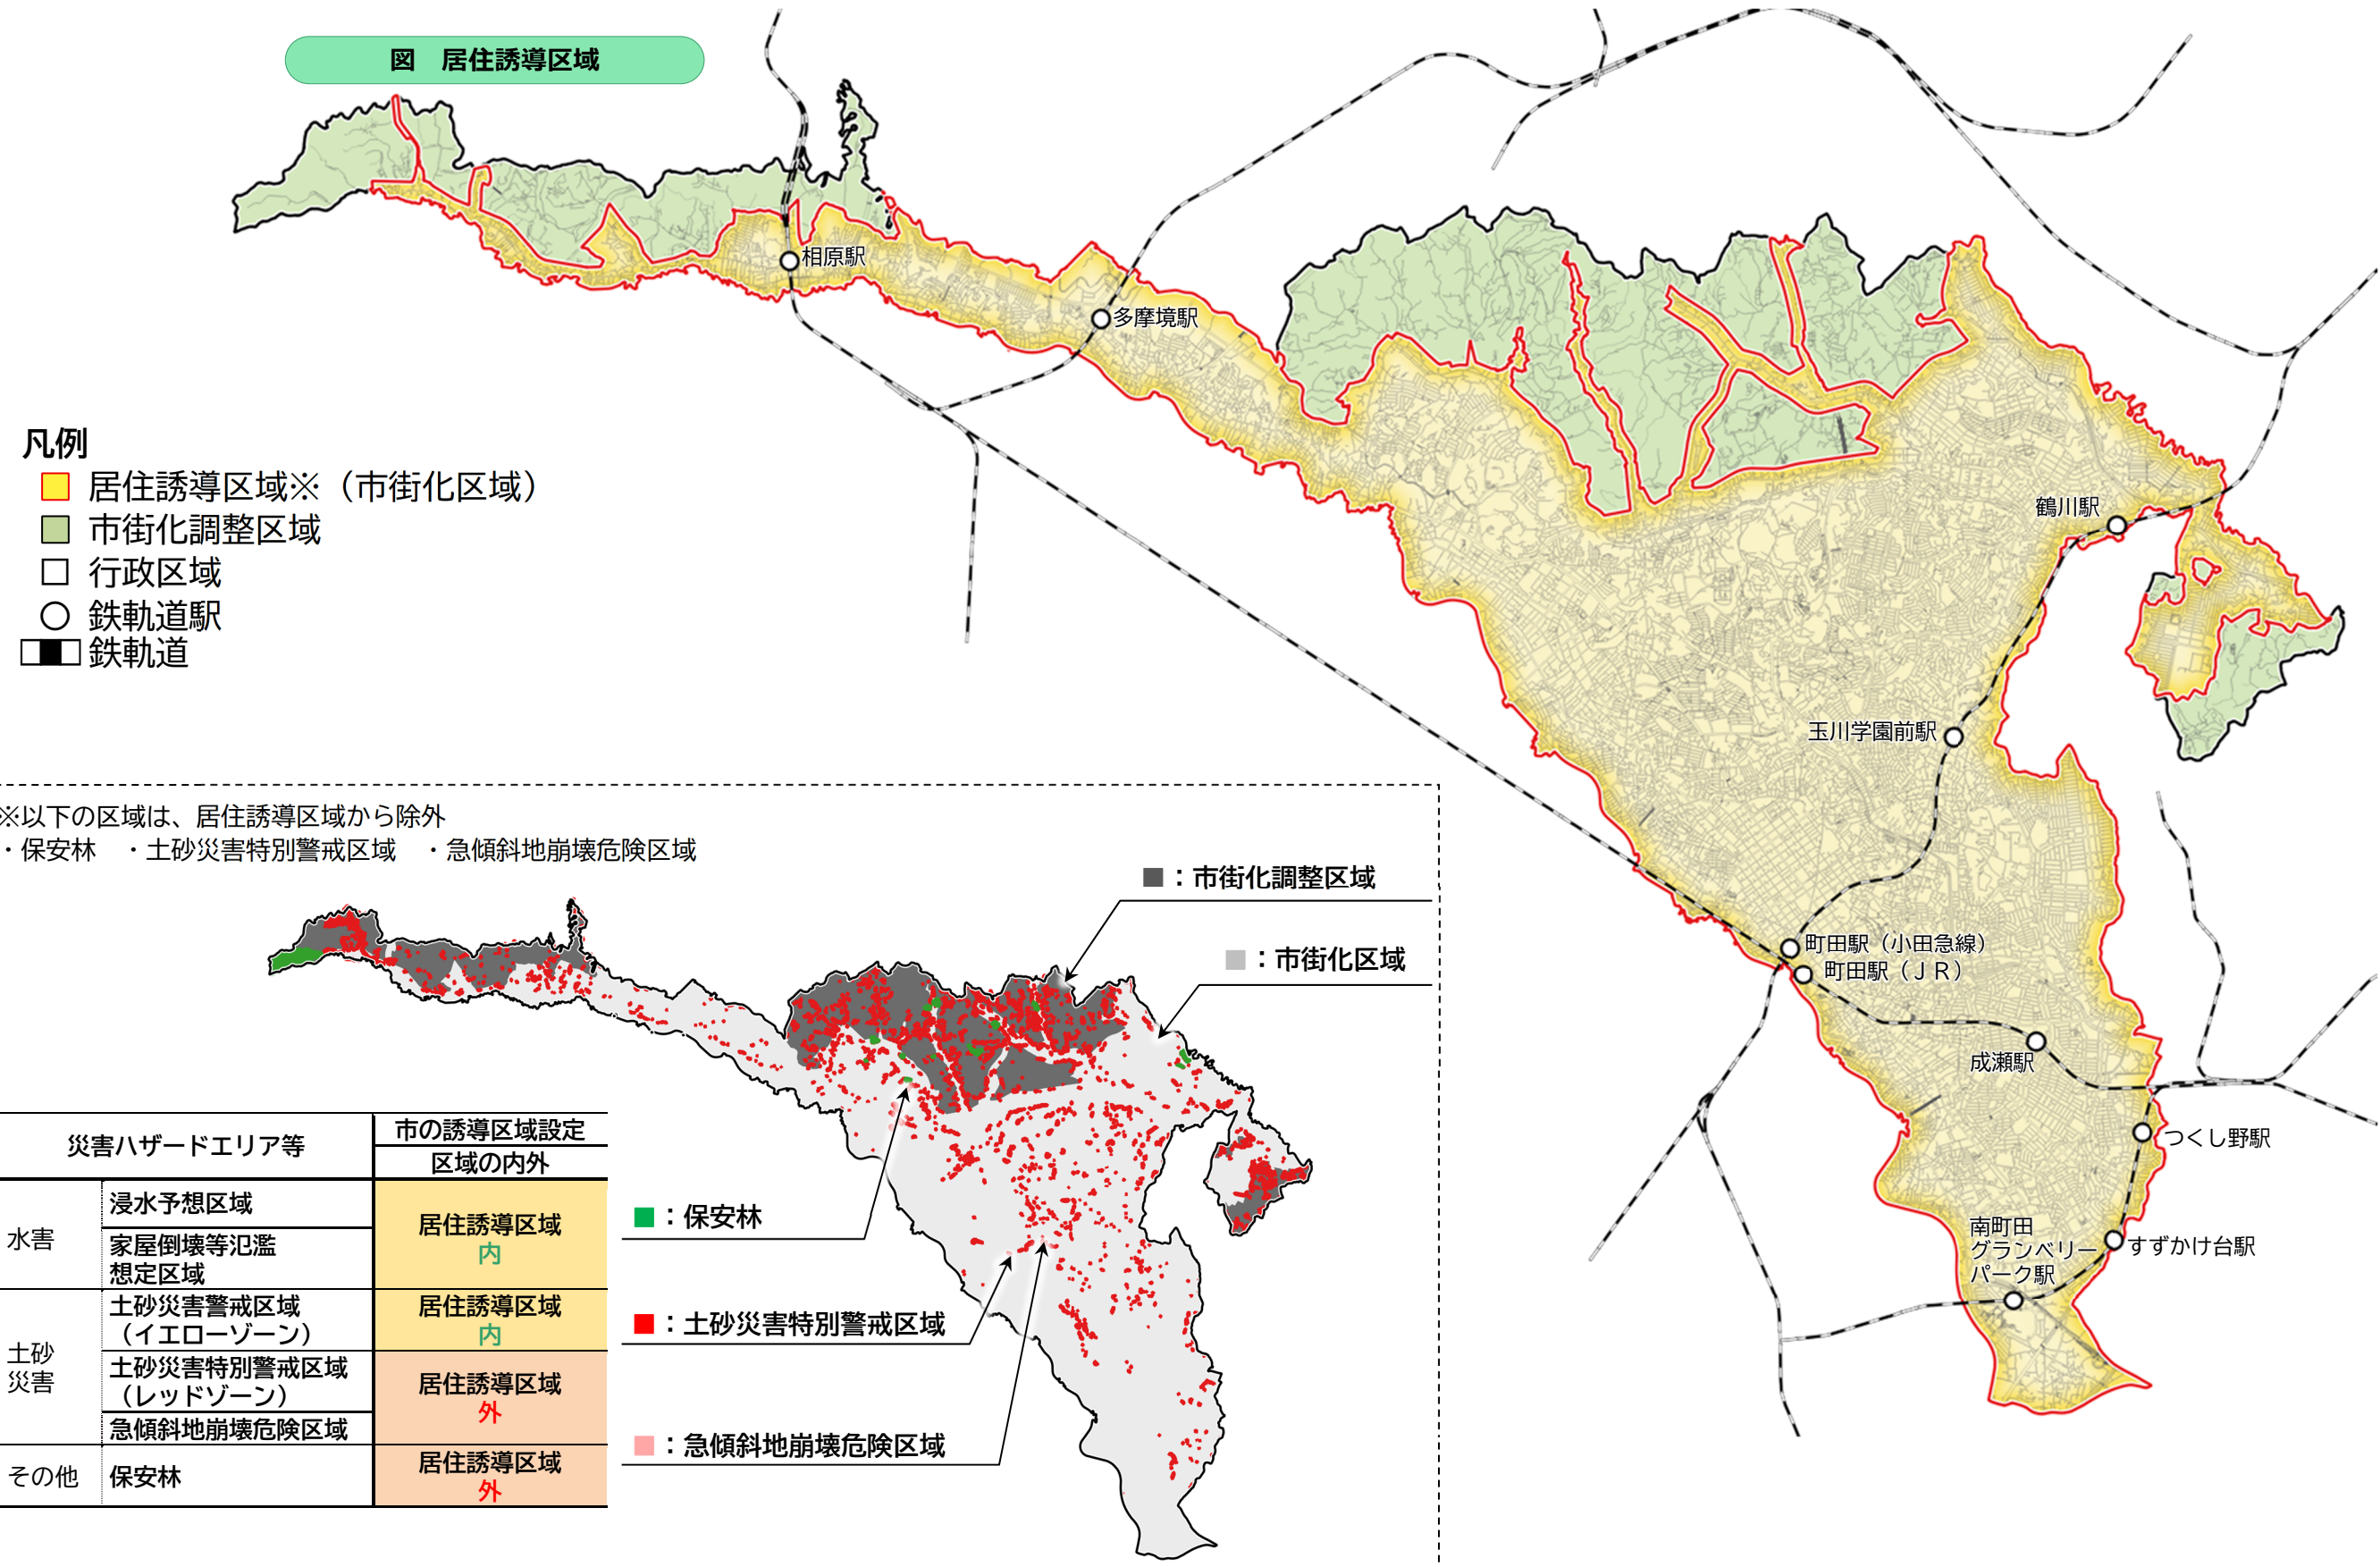 図　居住誘導区域
相原駅
多摩境駅
凡例
居住誘導区域※（市街化区域）
市街化調整区域
行政区域
鉄軌道駅
鉄軌道
鶴川駅
玉川学園前駅
町田駅（小田急線）
町田駅（ＪＲ）
成瀬駅
つくし野駅
南町田
グランベリー
パーク駅
すずかけ台駅
※以下の区域は、居住誘導区域から除外
・保安林　・土砂災害特別警戒区域　・急傾斜地崩壊危険区域
■：市街化調整区域
■：市街化区域
■：保安林
■：土砂災害特別警戒区域
■：急傾斜地崩壊危険区域
災害ハザードエリア等
市の誘導区域設定
区域の内外
水害
浸水予想区域
家屋倒壊等氾濫
想定区域
居住誘導区域
内
土砂
災害
土砂災害警戒区域
（イエローゾーン）
居住誘導区域
内
土砂災害特別警戒区域
（レッドゾーン）
急傾斜地崩壊危険区域
居住誘導区域
外
その他
保安林
居住誘導区域
外